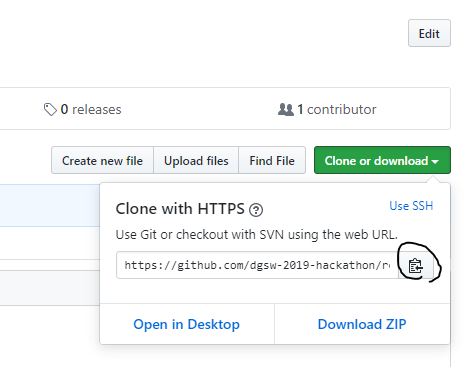 Edit
0 releases
1 contributor
Create new file
Upload files
Find File
Clone or download
Clone with HTTPS
Use SSH
Use Git or checkout with SVN using the web URL.
https://github.com/dgsw-2019-hackathon/r
Open in Desktop
Download ZIP